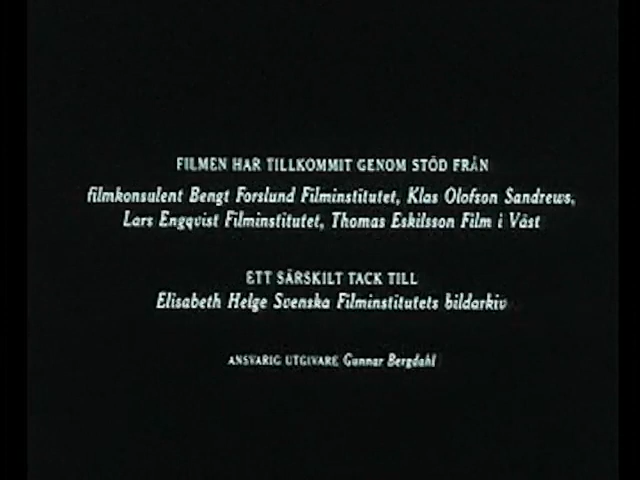 FILMEN HAR TILLKOMMIT GENOM STÖD FRÅN
filmkonsulent Bengt Forslund Filminstitutet, Klas Olofson Sandrews,
Lars Engqvist Filminstitutet, Thomas Eskilsson Film i Väst
ETT SÄRSKILT TACK TILL
Elisabeth Helge Svenska Filminstitutets bildarkiv
ANSVARIG UTGIVARE Gunnar Bergdahl